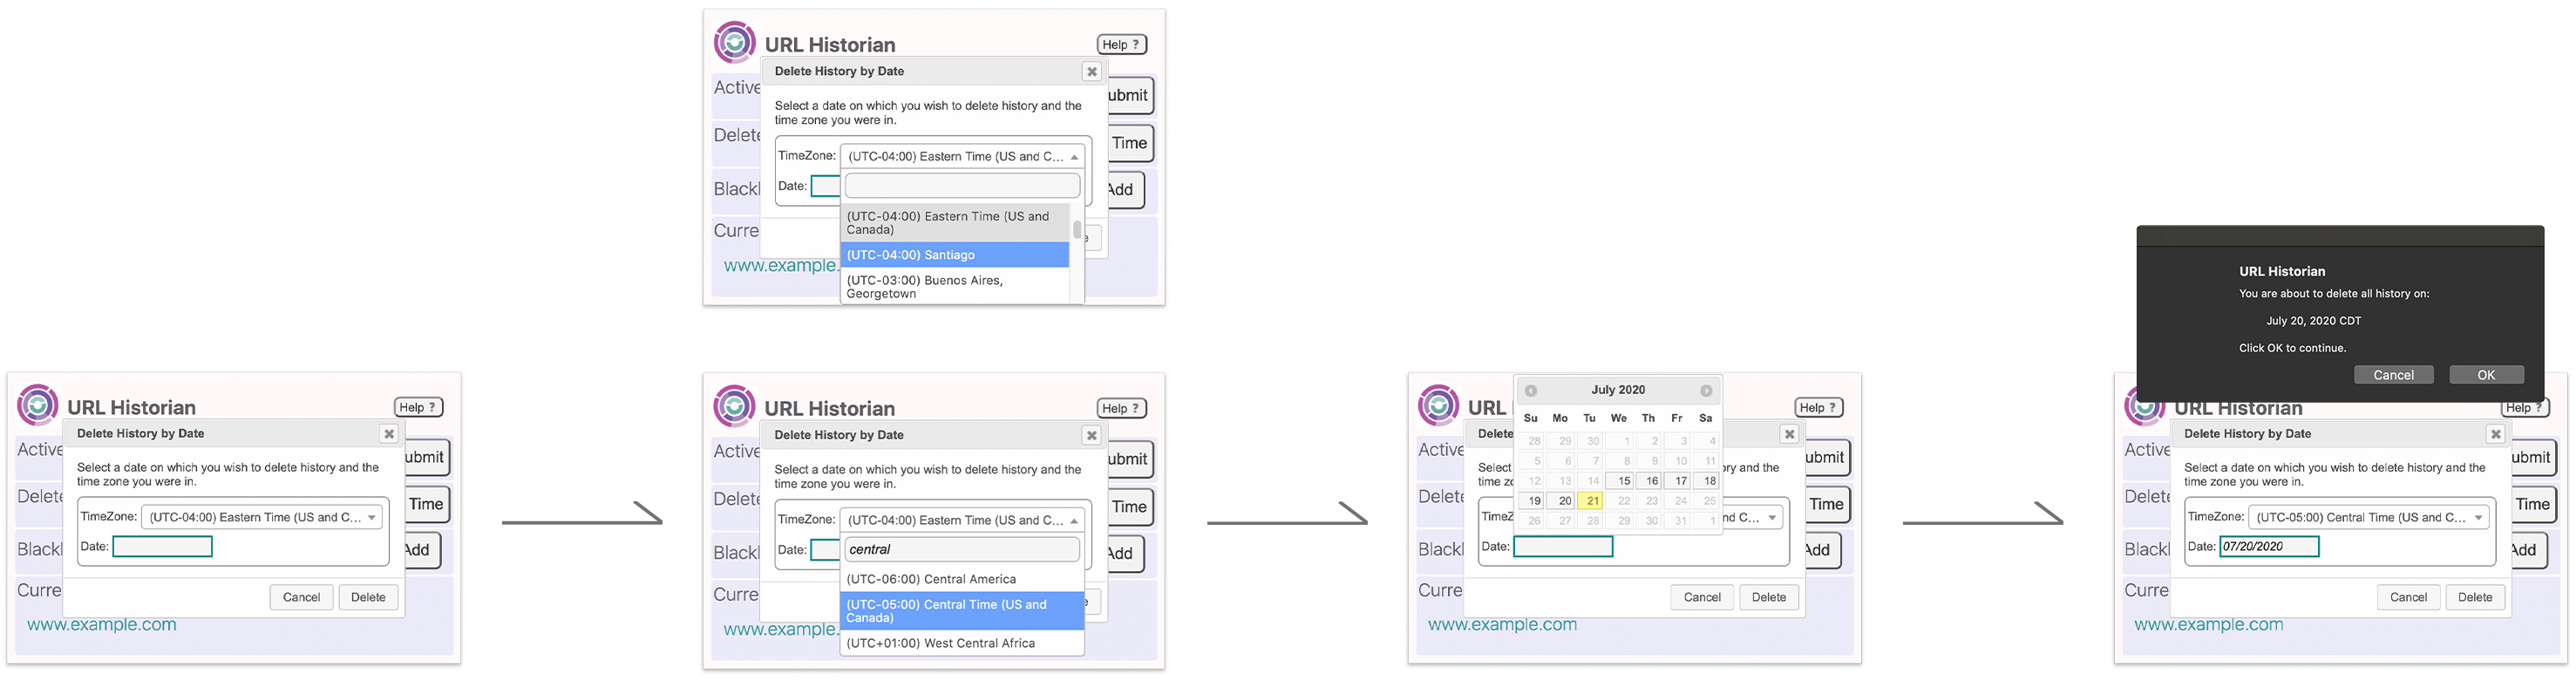 URL Historian
Help ?
Delete History by Date
Active
ubmit
Select a date on which you wish to delete history and the
time zone you were in.
Delete
Time
TimeZone: (UTC-04:00) Eastern Time (US and C...
Date:
Blackl
Add
(UTC-04:00) Eastern Time (US and
Canada)
Curre
e
(UTC-04:00) Santiago
www.example.
(UTC-03:00) Buenos Aires,
Georgetown
URL Historian
Help ?
Delete History by Date
Active
ubmit
Select a date on which you wish to delete history and the
time zone you were in.
Delete
Time
TimeZone: (UTC-04:00) Eastern Time (US and C...
Date:
Blackl
Add
Curre
Cancel
Delete
www.example.com
URL Historian
Help ?
Delete History by Date
Active
ubmit
Select a date on which you wish to delete history and the
time zone you were in.
Delete
Time
TimeZone: (UTC-04:00) Eastern Time (US and C...
Date:
central
Blackl
Add
(UTC-06:00) Central America
Curre
e
(UTC-05:00) Central Time (US and
Canada)
www.example.
(UTC+01:00) West Central Africa
July 2020
URL H
Help ?
Su Mo Tu We Th Fr Sa
Delete
28 29 30 1 2 3 4
Active
ubmit
5 6 7 8 9 10 11
Select
ry and the
time zo
12 13 14 15 16 17 18
Delete
19 20 21 22 23 24 25
Time
TimeZ
nd C...
26 27 28 29 30 31 1
Date:
Blackl
Add
Curre
Cancel
Delete
www.example.com
URL Historian
You are about to delete all history on:
July 20, 2020 CDT
Click OK to continue.
Cancel
OK
URL Historian
Help ?
Delete History by Date
Active
ubmit
Select a date on which you wish to delete history and the
time zone you were in.
Delete
Time
TimeZone: (UTC-05:00) Central Time (US and C...
Date: 07/20/2020
Blackl
Add
Curre
Cancel
Delete
www.example.com